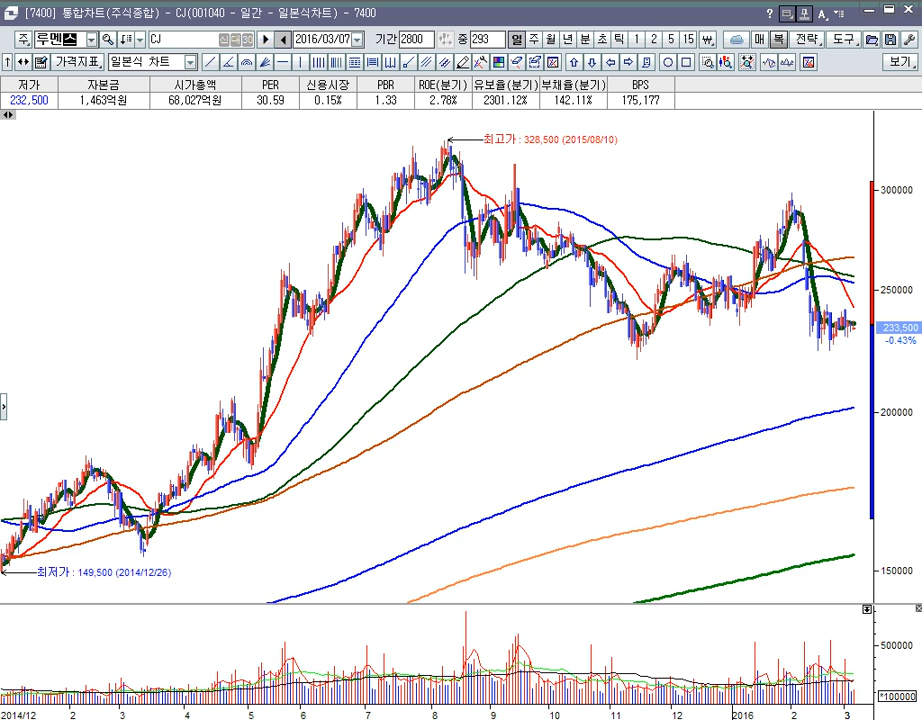 [7400] 통합차트(주식종합) - CJ(001040 - 일간 - 일본식차트) - 7400
? A
주 루멘스 CJ 2016/03/07 기간 2800 중 293 일 주 월 년 분 초 틱 1 2 5 15 매 복 전략 도구
가격지표 일본식 차트 보기
저가 자본금 시가총액 PER 신용시장 PBR ROE(분기) 유보율(분기) 부채율(분기) BPS
232,500 1,463억원 68,027억원 30.59 0.15% 1.33 2.78% 2301.12% 142.11% 175,177
최고가 : 328,500 (2015/08/10)
300000
250000
233,500
-0.43%
200000
최저가 : 149,500 (2014/12/26)
150000
500000
*100000
2014/12 2 3 4 5 6 7 8 9 10 11 12 2016 2 3